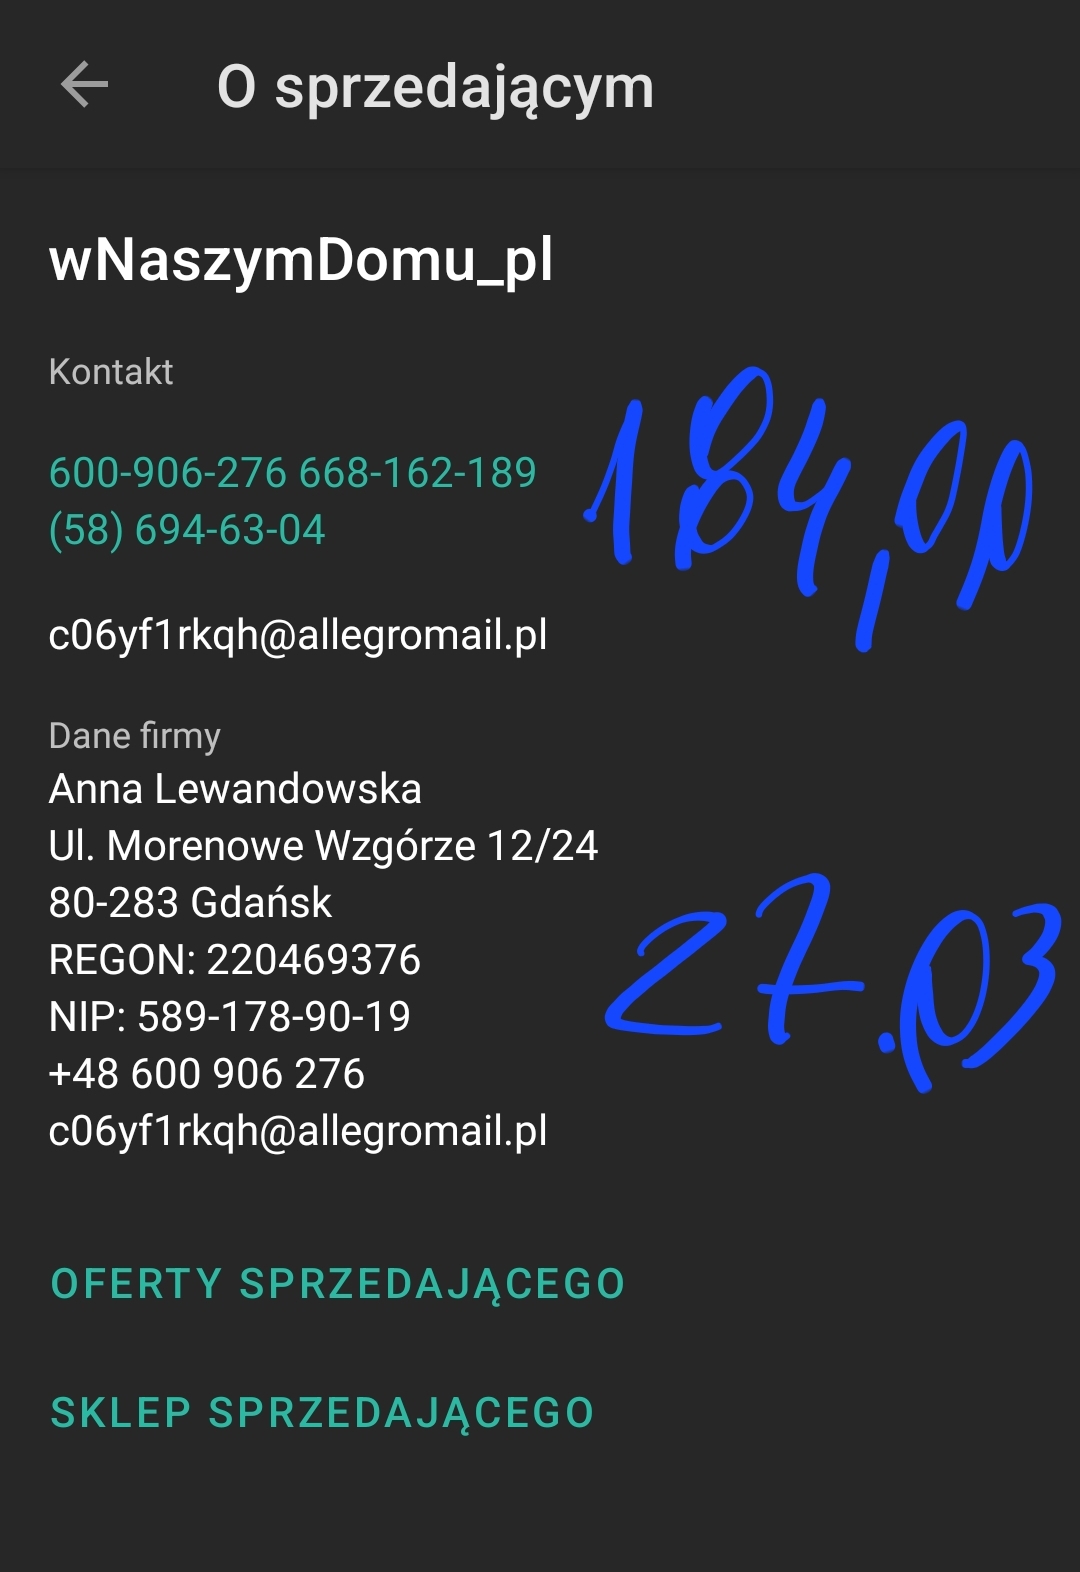 O sprzedającym
wNaszymDomu_pl
Kontakt
600-906-276 668-162-189
(58) 694-63-04
184,00
c06yf1rkqh@allegromail.pl
Dane firmy
Anna Lewandowska
Ul. Morenowe Wzgórze 12/24
80-283 Gdańsk
REGON: 220469376
NIP: 589-178-90-19
27.03
+48 600 906 276
c06yf1rkqh@allegromail.pl
OFERTY SPRZEDAJĄCEGO
SKLEP SPRZEDAJĄCEGO